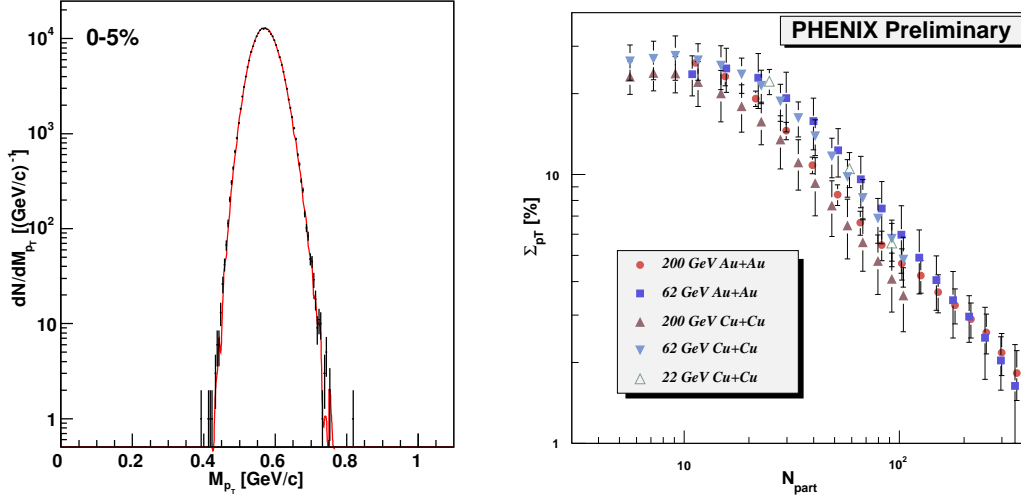 0-5%
dN/dM_{p_T} [(GeV/c)^{-1}]
10^4
10^3
10^2
10
1
0 0.2 0.4 0.6 0.8 1
M_{p_T} [GeV/c]
PHENIX Preliminary
Σ_{pT} [%]
10
1
200 GeV Au+Au
62 GeV Au+Au
200 GeV Cu+Cu
62 GeV Cu+Cu
22 GeV Cu+Cu
10 10^2
N_{part}